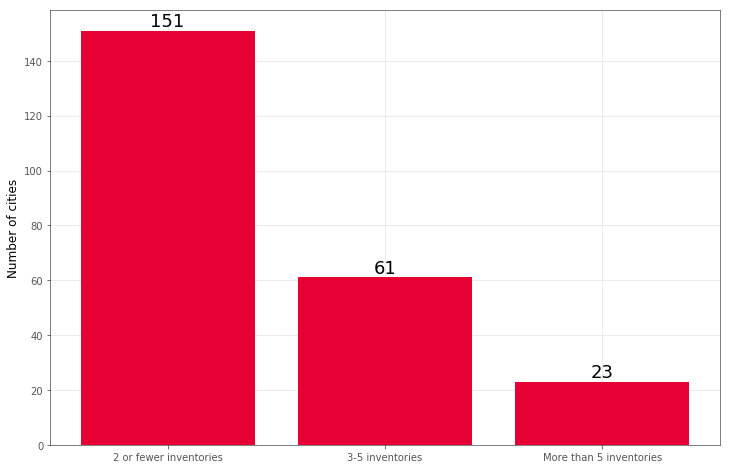 151
140
120
100
80
60
40
20
0
61
23
Number of cities
2 or fewer inventories
3-5 inventories
More than 5 inventories